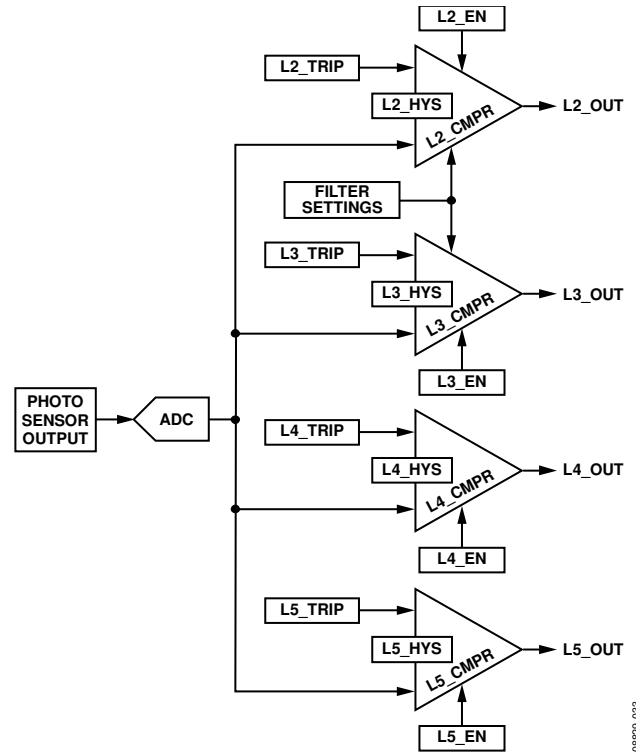 L2_EN
L2_TRIP
L2_HYS
L2_CMPR
L2_OUT
FILTER
SETTINGS
L3_TRIP
L3_HYS
L3_CMPR
L3_OUT
L3_EN
PHOTO
SENSOR
OUTPUT
ADC
L4_TRIP
L4_HYS
L4_CMPR
L4_OUT
L4_EN
L5_TRIP
L5_HYS
L5_CMPR
L5_OUT
L5_EN